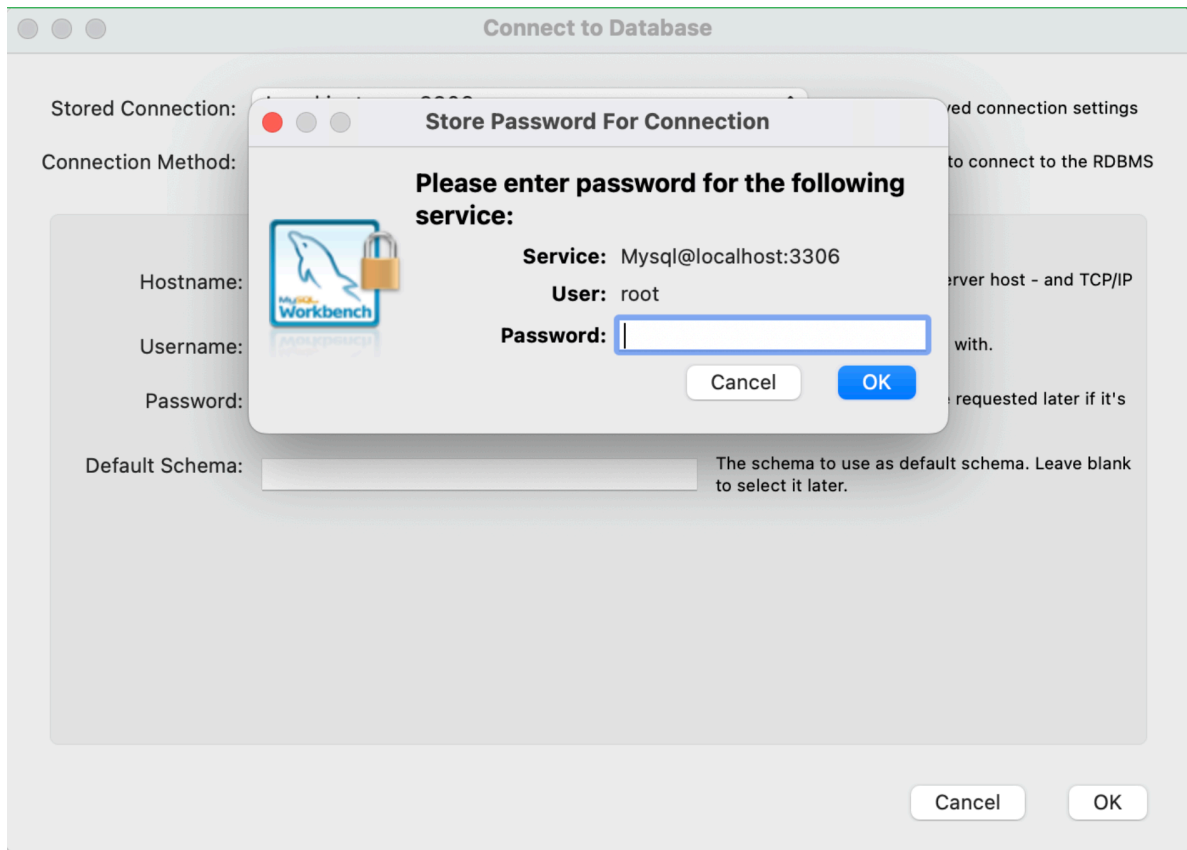 Connect to Database
Stored Connection:
ved connection settings
Store Password For Connection
Connection Method:
to connect to the RDBMS
Please enter password for the following
service:
Service: Mysql@localhost:3306
User: root
Password:
MySQL
Workbench
Cancel
OK
Hostname:
erver host - and TCP/IP
Username:
with.
Password:
requested later if it's
Default Schema:
The schema to use as default schema. Leave blank
to select it later.
Cancel
OK